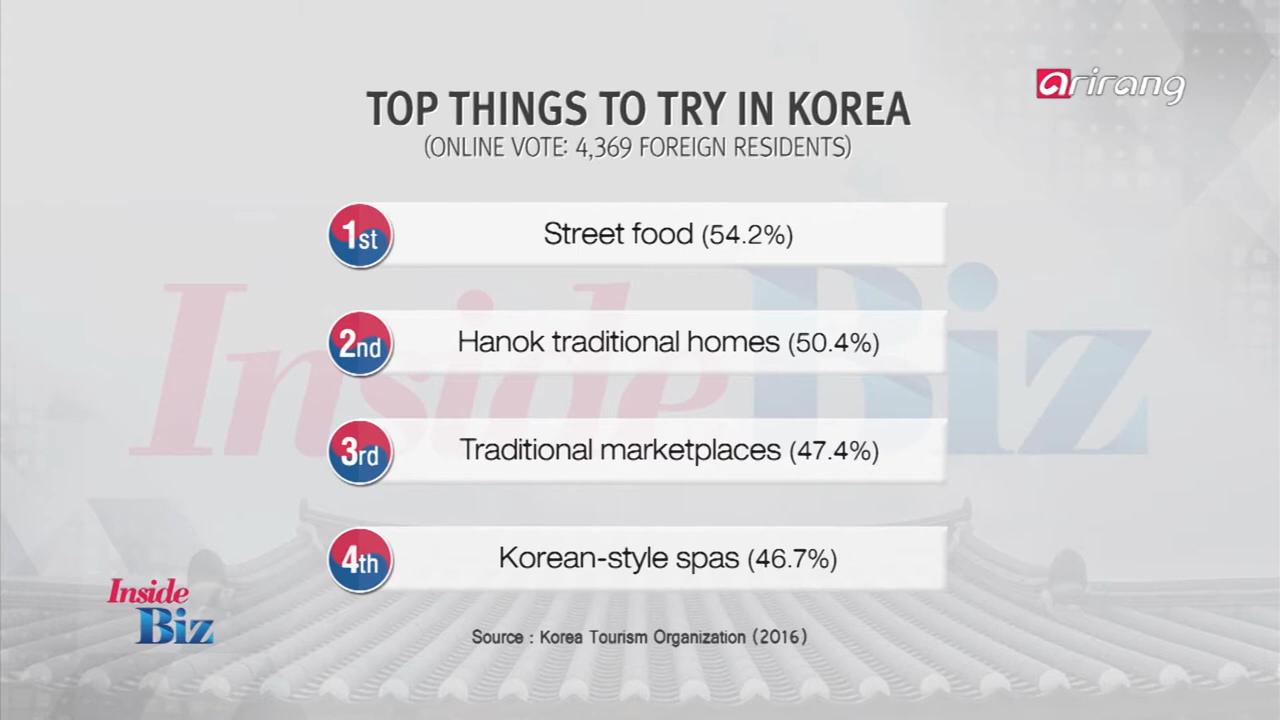 arirang
TOP THINGS TO TRY IN KOREA
(ONLINE VOTE: 4,369 FOREIGN RESIDENTS)
1st Street food (54.2%)
2nd Hanok traditional homes (50.4%)
3rd Traditional marketplaces (47.4%)
4th Korean-style spas (46.7%)
Inside Biz
Inside
Biz
Source : Korea Tourism Organization (2016)